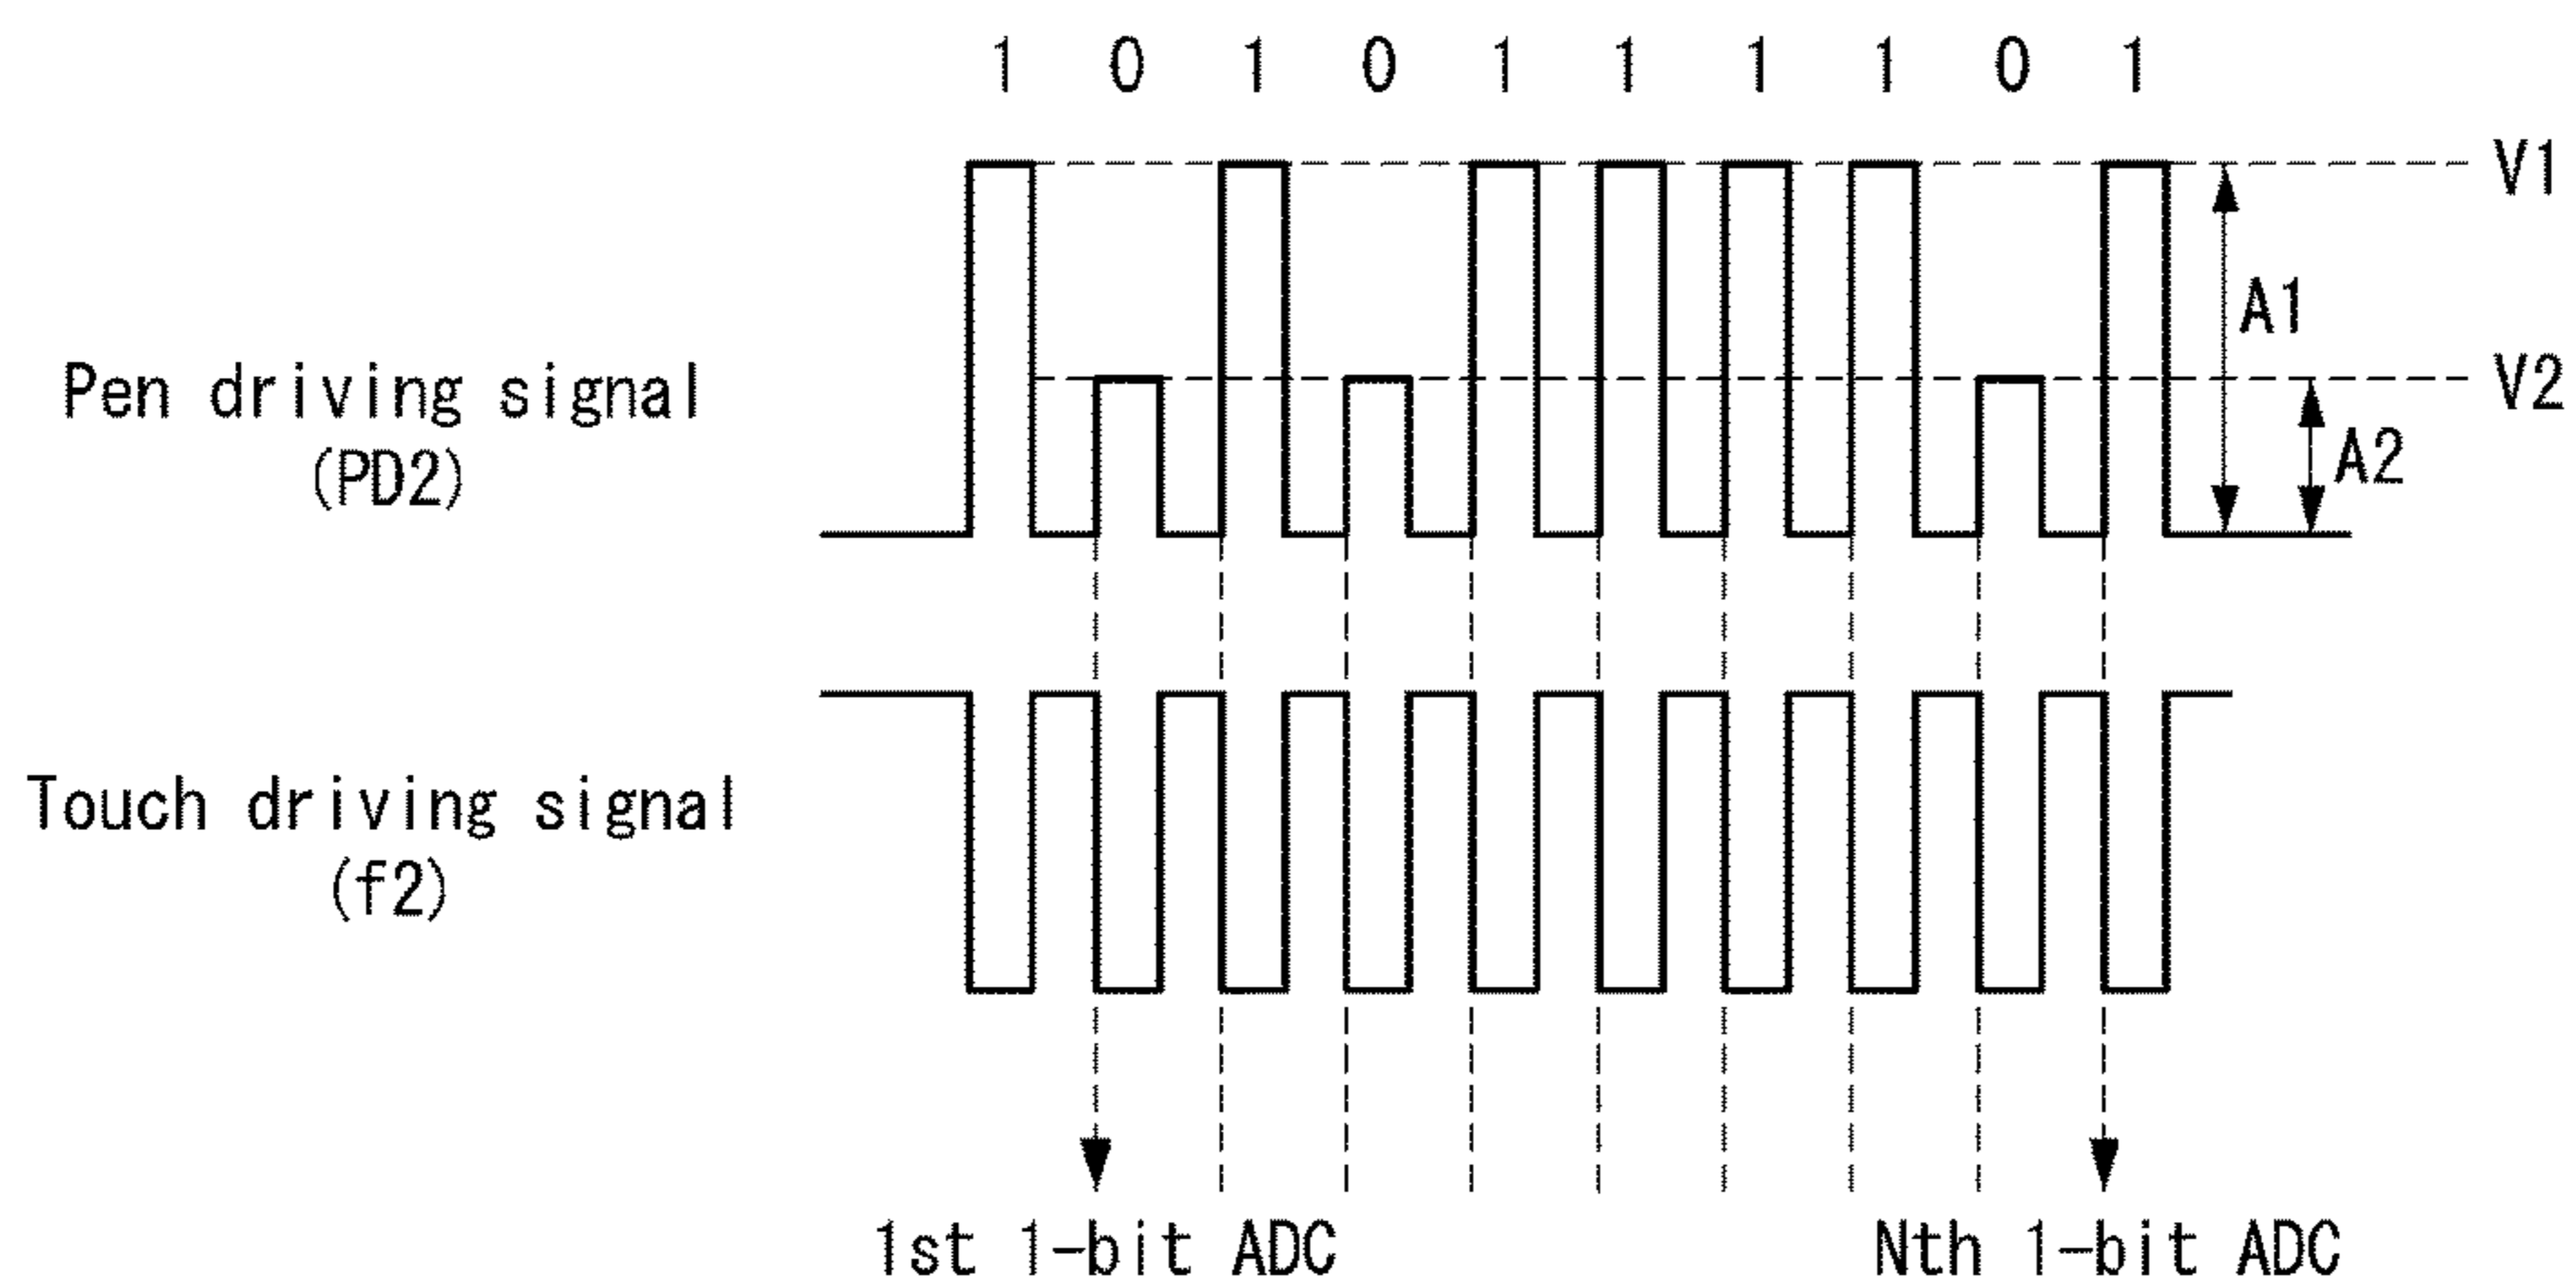 1 0 1 0 1 1 1 1 0 1
V1
A1
V2
Pen driving signal
(PD2)
A2
Touch driving signal
(f2)
1st 1-bit ADC
Nth 1-bit ADC